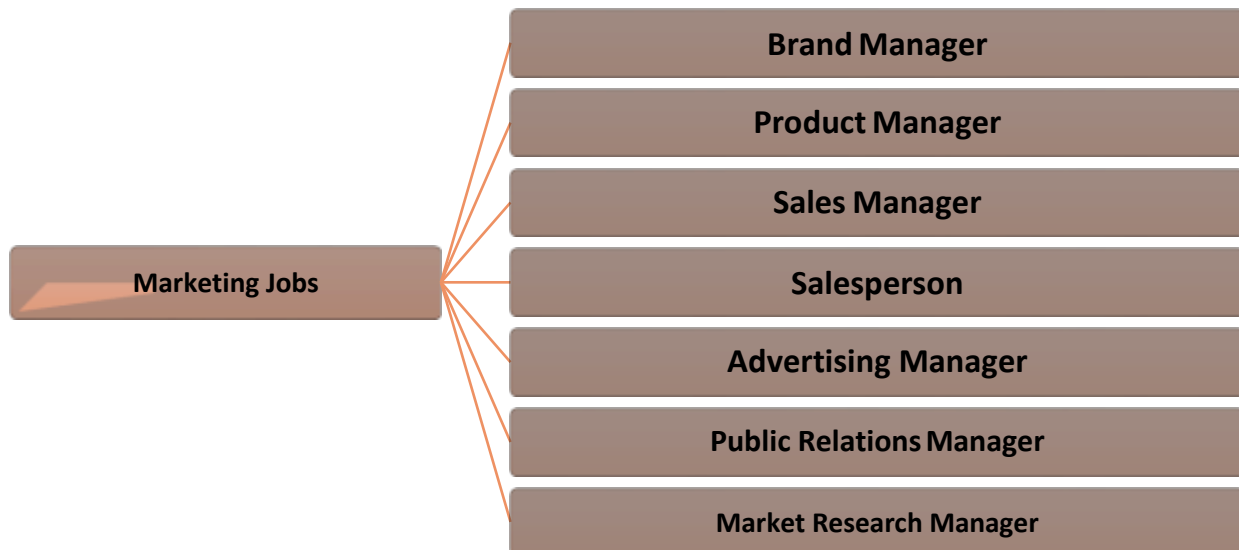 Brand Manager
Product Manager
Sales Manager
Marketing Jobs
Salesperson
Advertising Manager
Public Relations Manager
Market Research Manager